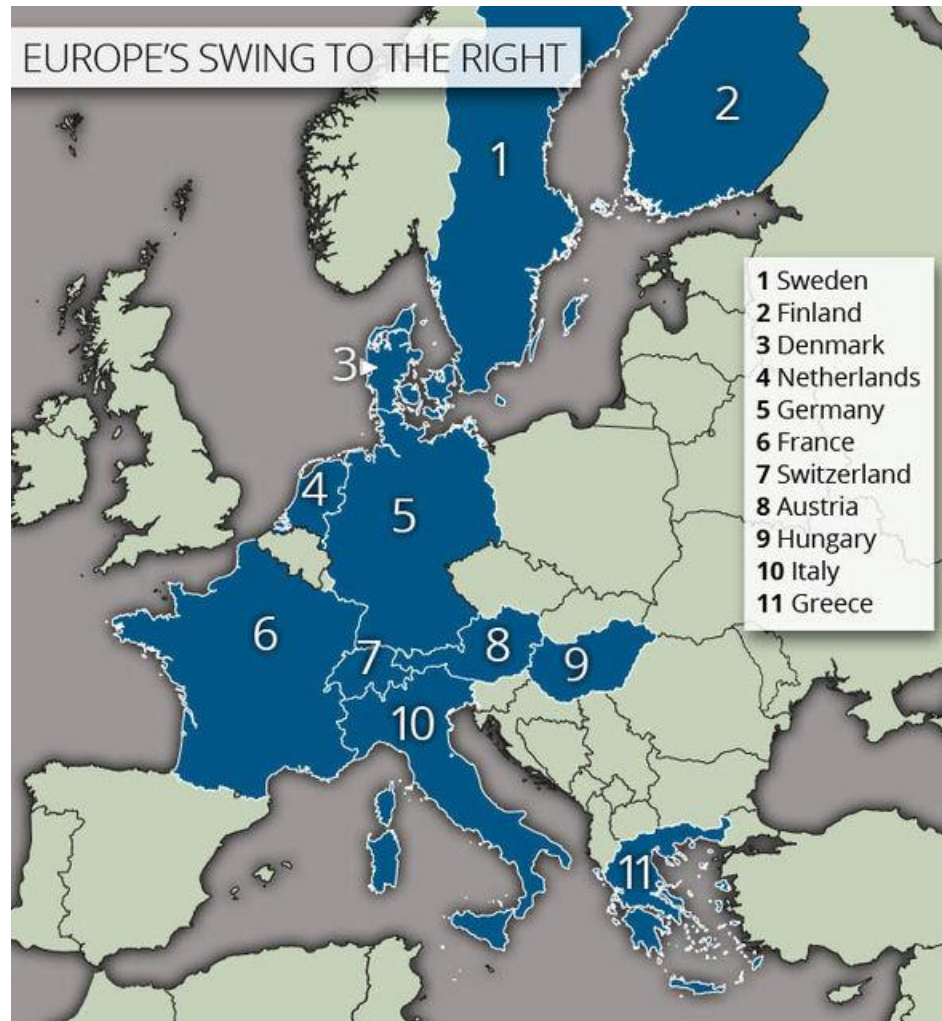 EUROPE'S SWING TO THE RIGHT
1
2
3
4
5
6
7
8
9
10
11
1 Sweden
2 Finland
3 Denmark
4 Netherlands
5 Germany
6 France
7 Switzerland
8 Austria
9 Hungary
10 Italy
11 Greece